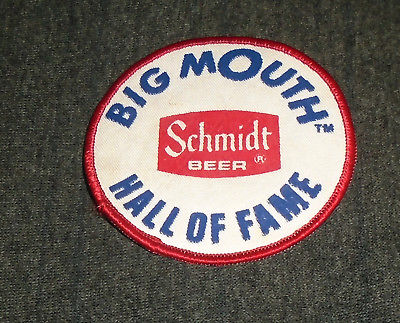 BIG MOUTH™
Schmidt
BEER ®
HALL OF FAME